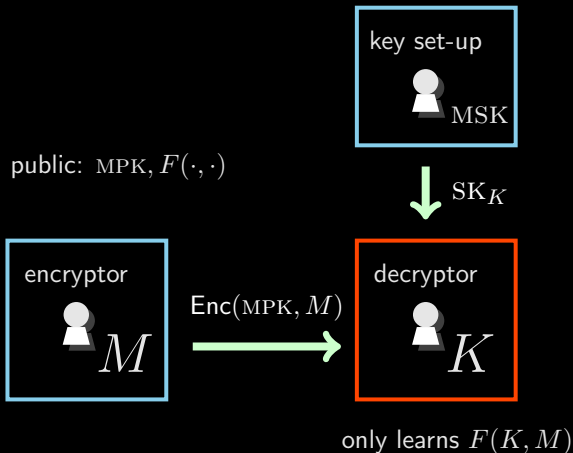 key set-up
MSK
public: MPK, F(·, ·)
SK_K
encryptor
M
Enc(MPK, M)
decryptor
K
only learns F(K, M)